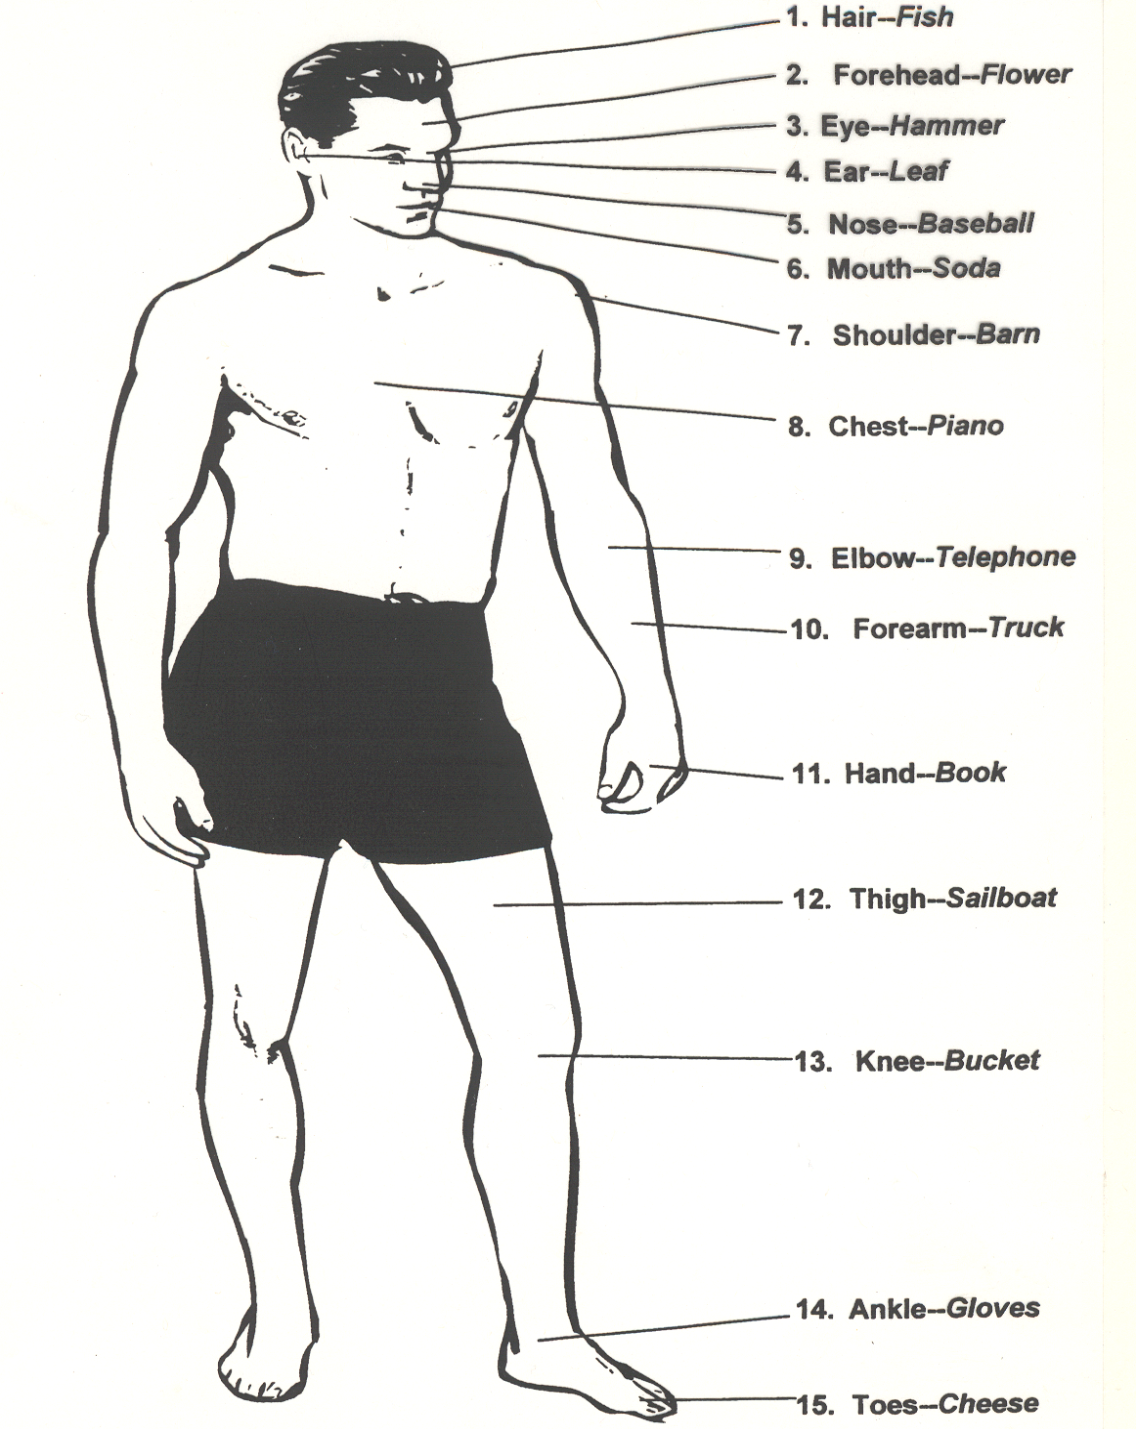 1. Hair--Fish
2. Forehead--Flower
3. Eye--Hammer
4. Ear--Leaf
5. Nose--Baseball
6. Mouth--Soda
7. Shoulder--Barn
8. Chest--Piano
9. Elbow--Telephone
10. Forearm--Truck
11. Hand--Book
12. Thigh--Sailboat
13. Knee--Bucket
14. Ankle--Gloves
15. Toes--Cheese